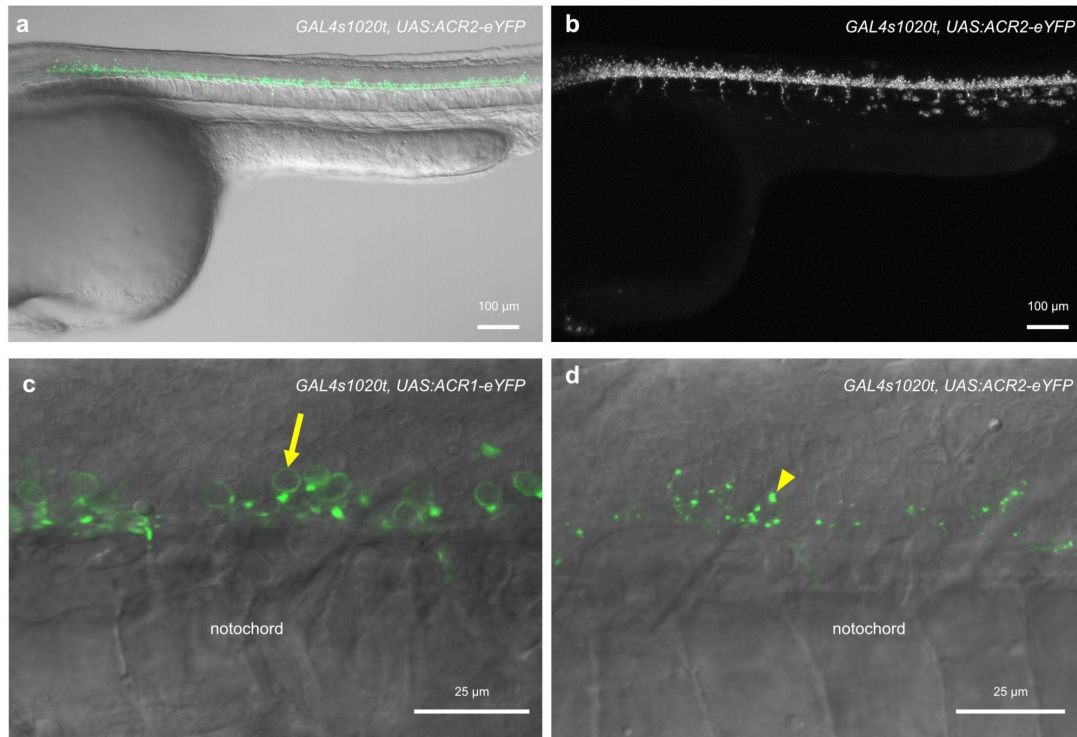 a
GAL4s1020t, UAS:ACR2-eYFP
100 µm
b
GAL4s1020t, UAS:ACR2-eYFP
100 µm
c
GAL4s1020t, UAS:ACR1-eYFP
notochord
25 µm
d
GAL4s1020t, UAS:ACR2-eYFP
notochord
25 µm